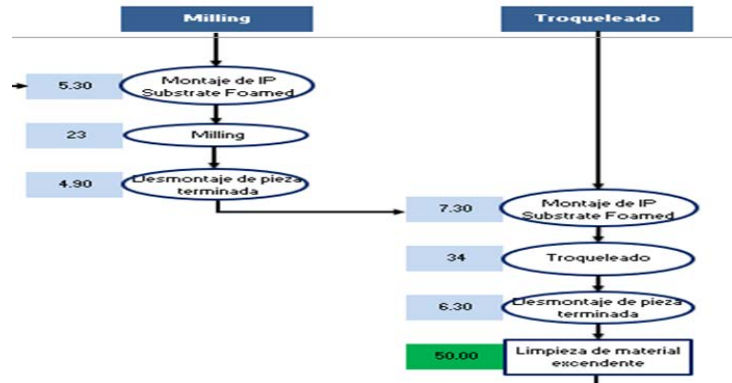 Milling
Troqueleado
5.30
Montaje de IP
Substrate Foamed
23
Milling
4.90
Desmontaje de pieza
terminada
7.30
Montaje de IP
Substrate Foamed
34
Troqueleado
6.30
Desmontaje de pieza
terminada
50.00
Limpieza de material
excendente